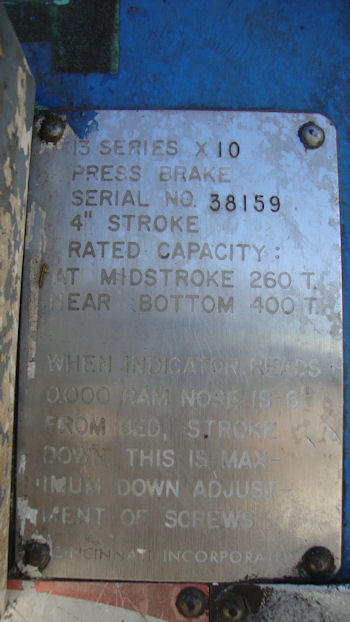 13 SERIES X 10
PRESS BRAKE
SERIAL NO. 38159
4" STROKE
RATED CAPACITY:
AT MIDSTROKE 260 T.
NEAR BOTTOM 400 T.
WHEN INDICATOR READS
0.000 RAM NOSE IS 6"
FROM BED, STROKE
DOWN. THIS IS MAX-
IMUM DOWN ADJUST-
MENT OF SCREWS.
CINCINNATI INCORPORATED